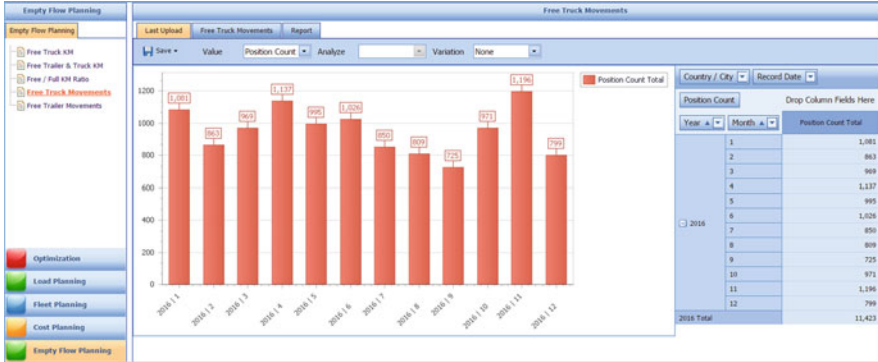 Empty Flow Planning
Empty Flow Planning
Free Truck KM
Free Trailer & Truck KM
Free / Full KM Ratio
Free Truck Movements
Free Trailer Movements
Optimization
Load Planning
Fleet Planning
Cost Planning
Empty Flow Planning
Free Truck Movements
Last Upload Free Truck Movements Report
Save Value Position Count Analyze Variation None
1200
1000
800
600
400
200
0
1,081 863 969 1,137 995 1,026 850 809 725 971 1,196 799
2016 | 1 2016 | 2 2016 | 3 2016 | 4 2016 | 5 2016 | 6 2016 | 7 2016 | 8 2016 | 9 2016 | 10 2016 | 11 2016 | 12
Position Count Total
Country / City Record Date
Position Count Drop Column Fields Here
Year Month Position Count Total
2016
1 1,081
2 863
3 969
4 1,137
5 995
6 1,026
7 850
8 809
9 725
10 971
11 1,196
12 799
2016 Total 11,423